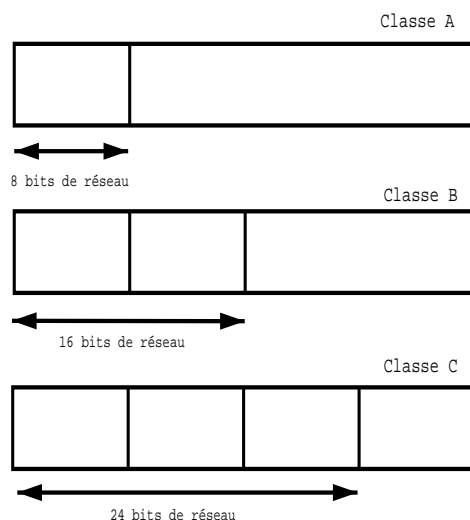 Classe A
8 bits de réseau
Classe B
16 bits de réseau
Classe C
24 bits de réseau